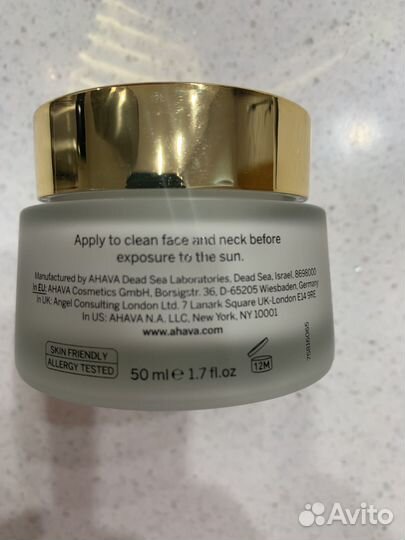 Apply to clean face and neck before
exposure to the sun.
Manufactured by AHAVA Dead Sea Laboratories, Dead Sea, Israel, 8698000
In EU: AHAVA Cosmetics GmbH, Borsigstr. 36, D-65205 Wiesbaden, Germany
In UK: Angel Consulting London Ltd. 7 Lanark Square UK-London E14 9RE
In US: AHAVA N.A. LLC, New York, NY 10001
www.ahava.com
SKIN FRIENDLY
ALLERGY TESTED
50 ml e 1.7 fl.oz
12M
Avito